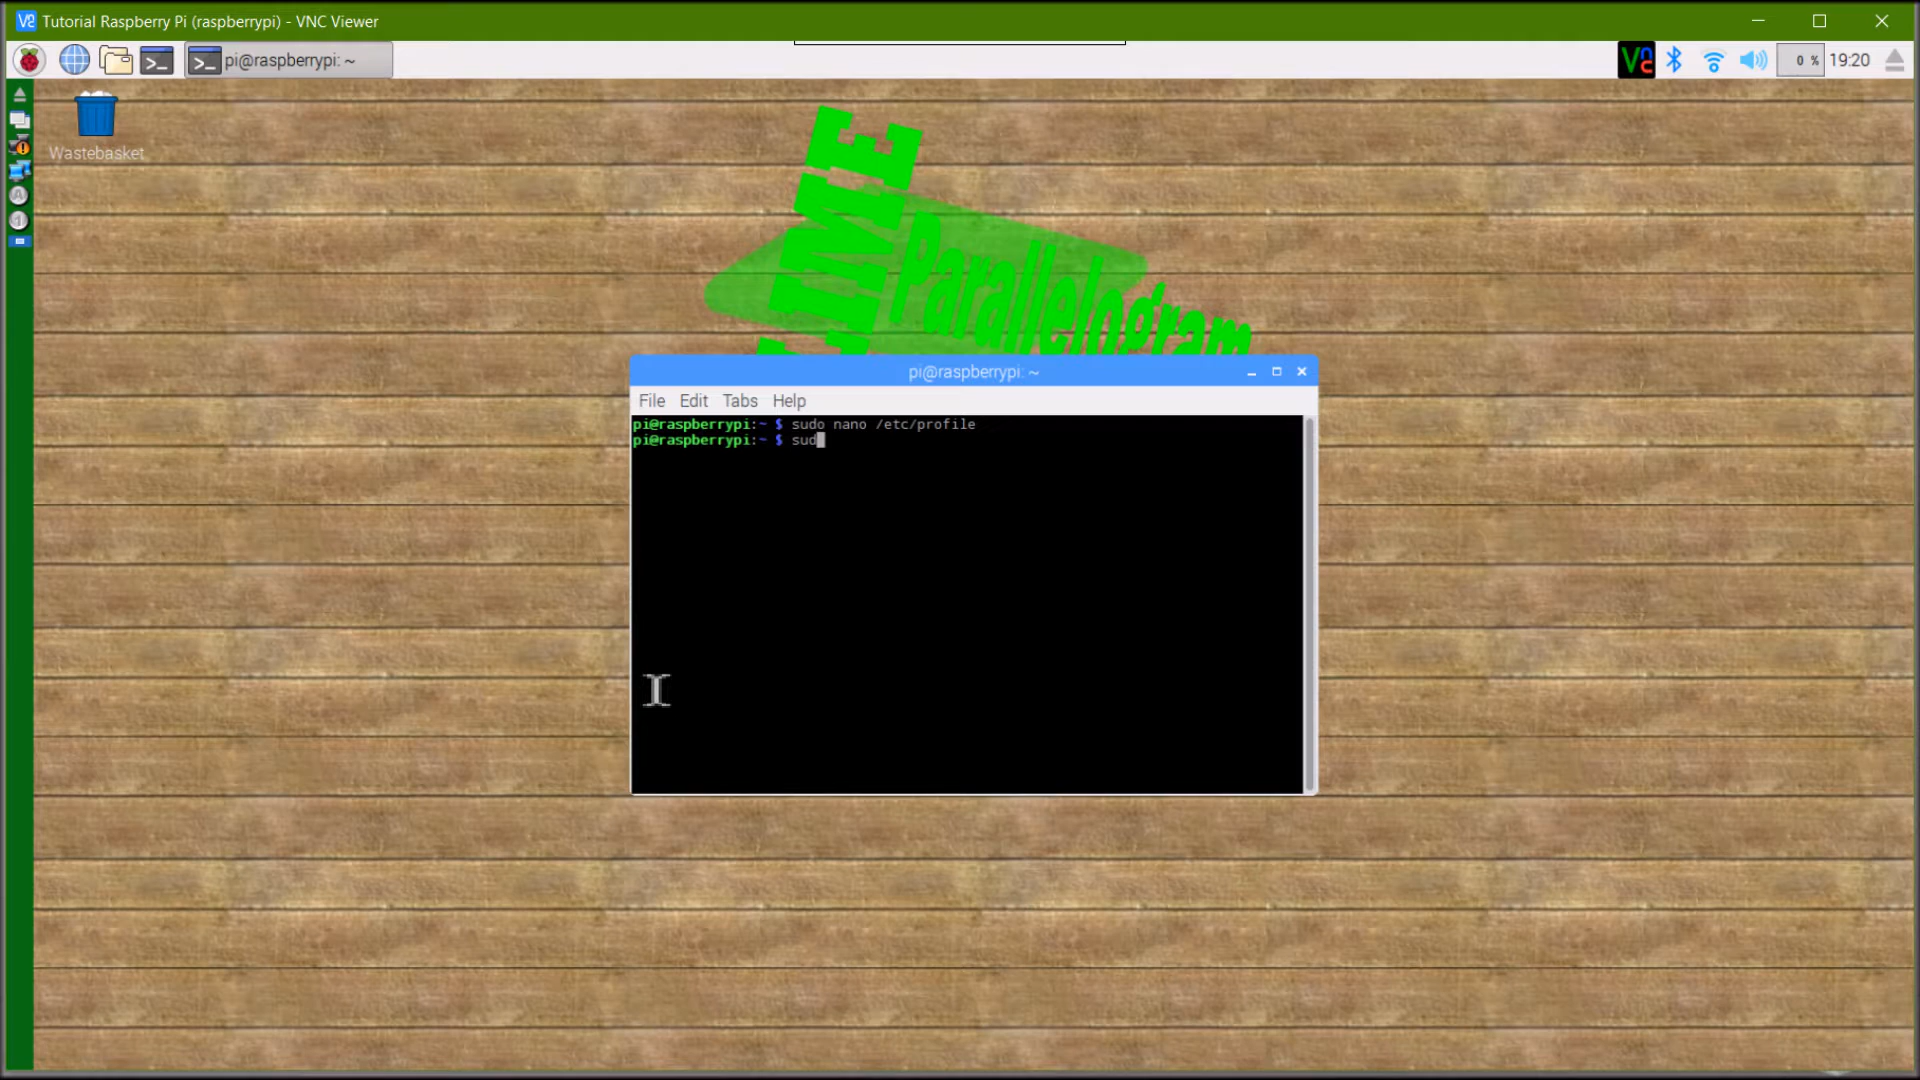 Tutorial Raspberry Pi (raspberrypi) - VNC Viewer
pi@raspberrypi: ~
0 %
19:20
Wastebasket
Parallelogram
pi@raspberrypi: ~
File Edit Tabs Help
pi@raspberrypi:~ $ sudo nano /etc/profile
pi@raspberrypi:~ $ sud